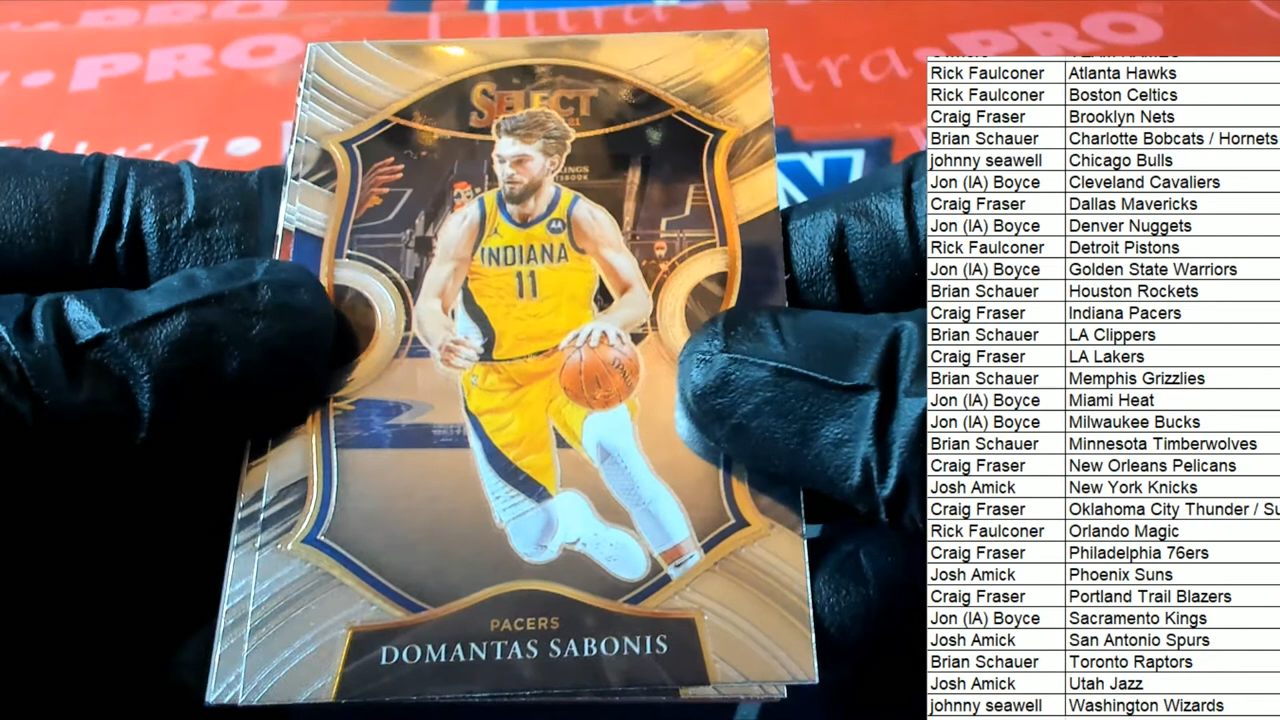 Ultra PRO
PRO
Ultra
SELECT
INDIANA
11
PACERS
DOMANTAS SABONIS
Rick Faulconer Atlanta Hawks
Rick Faulconer Boston Celtics
Craig Fraser Brooklyn Nets
Brian Schauer Charlotte Bobcats / Hornets
johnny seawell Chicago Bulls
Jon (IA) Boyce Cleveland Cavaliers
Craig Fraser Dallas Mavericks
Jon (IA) Boyce Denver Nuggets
Rick Faulconer Detroit Pistons
Jon (IA) Boyce Golden State Warriors
Brian Schauer Houston Rockets
Craig Fraser Indiana Pacers
Brian Schauer LA Clippers
Craig Fraser LA Lakers
Brian Schauer Memphis Grizzlies
Jon (IA) Boyce Miami Heat
Jon (IA) Boyce Milwaukee Bucks
Brian Schauer Minnesota Timberwolves
Craig Fraser New Orleans Pelicans
Josh Amick New York Knicks
Craig Fraser Oklahoma City Thunder / Su
Rick Faulconer Orlando Magic
Craig Fraser Philadelphia 76ers
Josh Amick Phoenix Suns
Craig Fraser Portland Trail Blazers
Jon (IA) Boyce Sacramento Kings
Josh Amick San Antonio Spurs
Brian Schauer Toronto Raptors
Josh Amick Utah Jazz
johnny seawell Washington Wizards